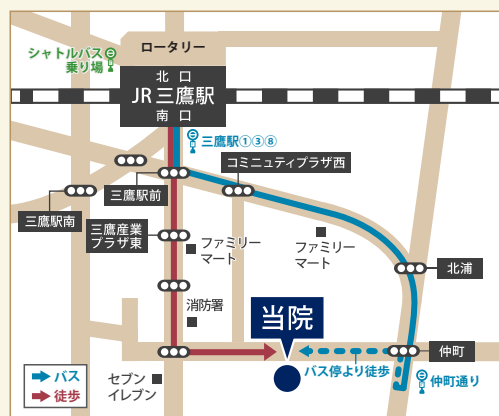 ロータリー
シャトルバス
乗り場
北口
JR三鷹駅
南口
三鷹駅①③⑧
コミュニティプラザ西
三鷹駅前
三鷹駅南
三鷹産業
プラザ東
ファミリー
マート
ファミリー
マート
北浦
消防署
当院
仲町
バス停より徒歩
仲町通り
セブン
イレブン
バス
徒歩